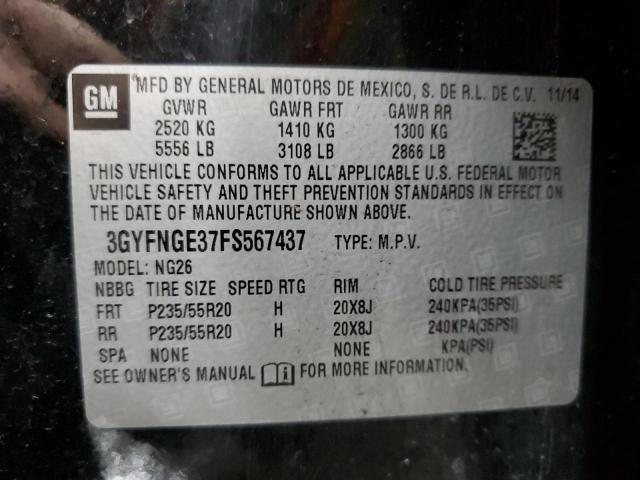 GM
MFD BY GENERAL MOTORS DE MEXICO, S. DE R.L. DE C.V. 11/14
GVWR GAWR FRT GAWR RR
2520 KG 1410 KG 1300 KG
5556 LB 3108 LB 2866 LB
THIS VEHICLE CONFORMS TO ALL APPLICABLE U.S. FEDERAL MOTOR
VEHICLE SAFETY AND THEFT PREVENTION STANDARDS IN EFFECT ON
THE DATE OF MANUFACTURE SHOWN ABOVE.
3GYFNGE37FS567437 TYPE: M.P.V.
MODEL: NG26
NBBG TIRE SIZE SPEED RTG RIM COLD TIRE PRESSURE
FRT P235/55R20 H 20X8J 240KPA(35PSI)
RR P235/55R20 H 20X8J 240KPA(35PSI)
SPA NONE NONE KPA(PSI)
SEE OWNER'S MANUAL i FOR MORE INFORMATION.